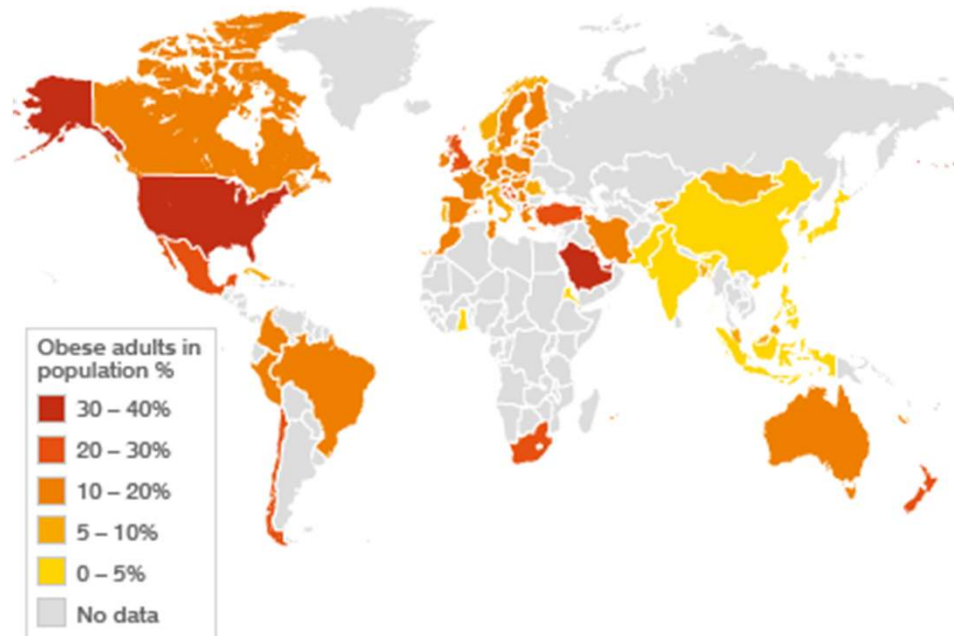 Obese adults in
population %
30 – 40%
20 – 30%
10 – 20%
5 – 10%
0 – 5%
No data